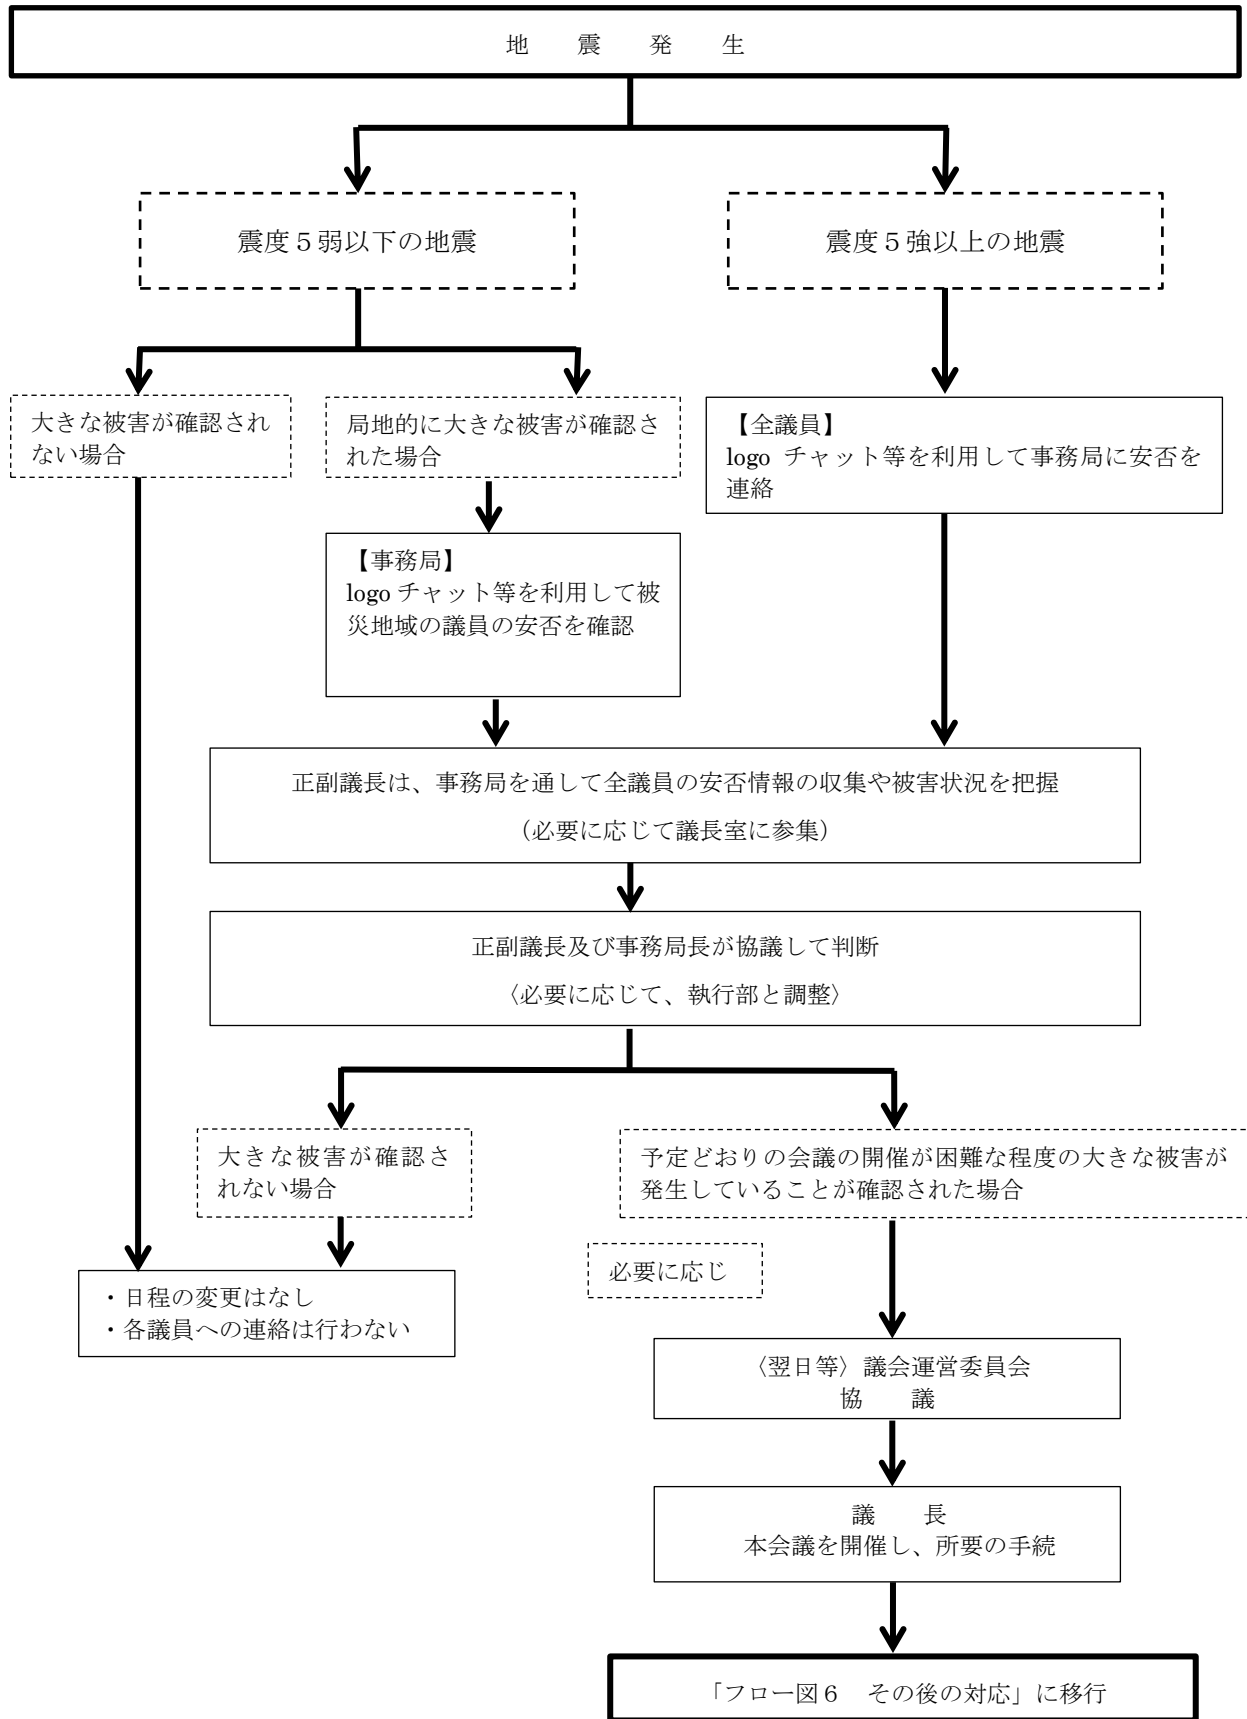 地　震　発　生
震度５弱以下の地震
震度５強以上の地震
大きな被害が確認され
ない場合
局地的に大きな被害が確認さ
れた場合
【全議員】
logo チャット等を利用して事務局に安否を
連絡
【事務局】
logo チャット等を利用して被
災地域の議員の安否を確認
正副議長は、事務局を通して全議員の安否情報の収集や被害状況を把握
（必要に応じて議長室に参集）
正副議長及び事務局長が協議して判断
〈必要に応じて、執行部と調整〉
大きな被害が確認さ
れない場合
予定どおりの会議の開催が困難な程度の大きな被害が
発生していることが確認された場合
必要に応じ
・日程の変更はなし
・各議員への連絡は行わない
〈翌日等〉議会運営委員会
協　議
議　長
本会議を開催し、所要の手続
「フロー図６　その後の対応」に移行